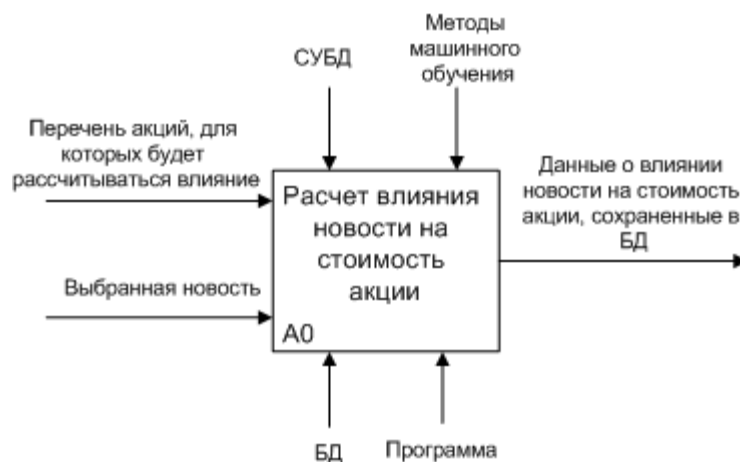 СУБД
Методы
машинного
обучения
Перечень акций, для
которых будет
рассчитываться влияние
Выбранная новость
Расчет влияния
новости на
стоимость
акции
A0
Данные о влиянии
новости на стоимость
акции, сохраненные в
БД
БД
Программа